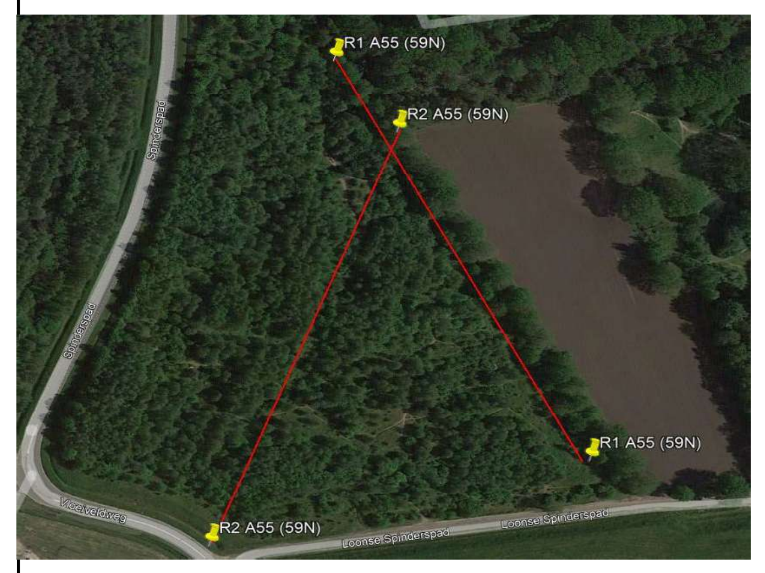 R1 A55 (59N)
R2 A55 (59N)
Spinderspad
Spinderspad
R1 A55 (59N)
Vloeiveldweg
R2 A55 (59N)
Loonse Spinderspad
Loonse Spinderspad